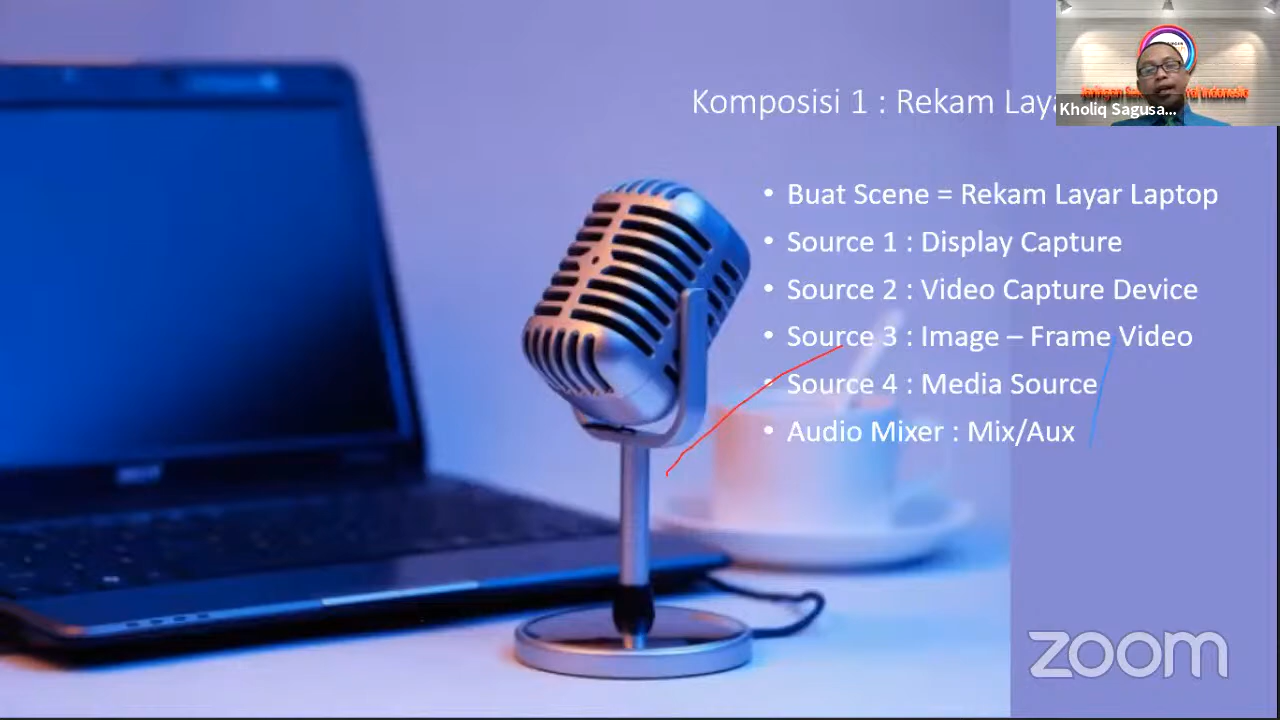 Komposisi 1 : Rekam
Kholiq Sagusa...
Buat Scene = Rekam Layar Laptop
Source 1 : Display Capture
Source 2 : Video Capture Device
Source 3 : Image – Frame Video
Source 4 : Media Source
Audio Mixer : Mix/Aux
zoom